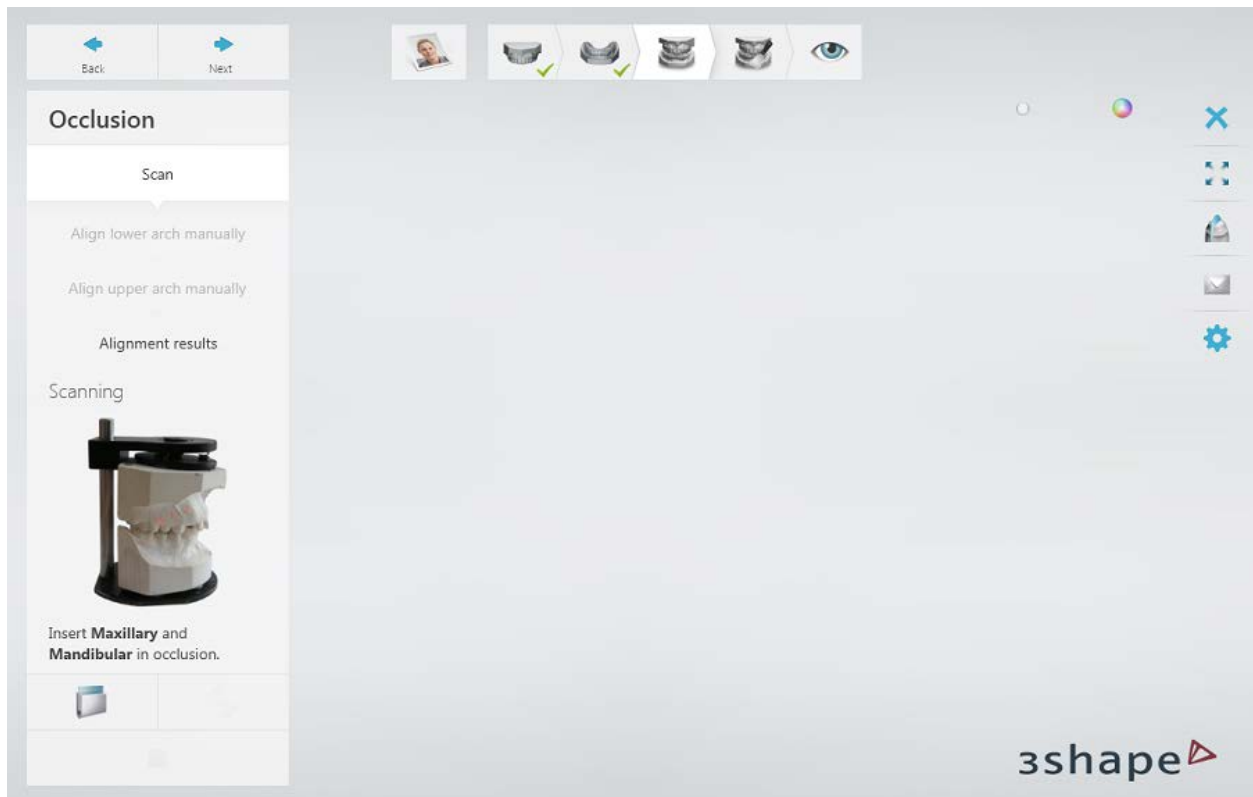 Back
Next
Occlusion
Scan
Align lower arch manually
Align upper arch manually
Alignment results
Scanning
Insert Maxillary and
Mandibular in occlusion.
3shape